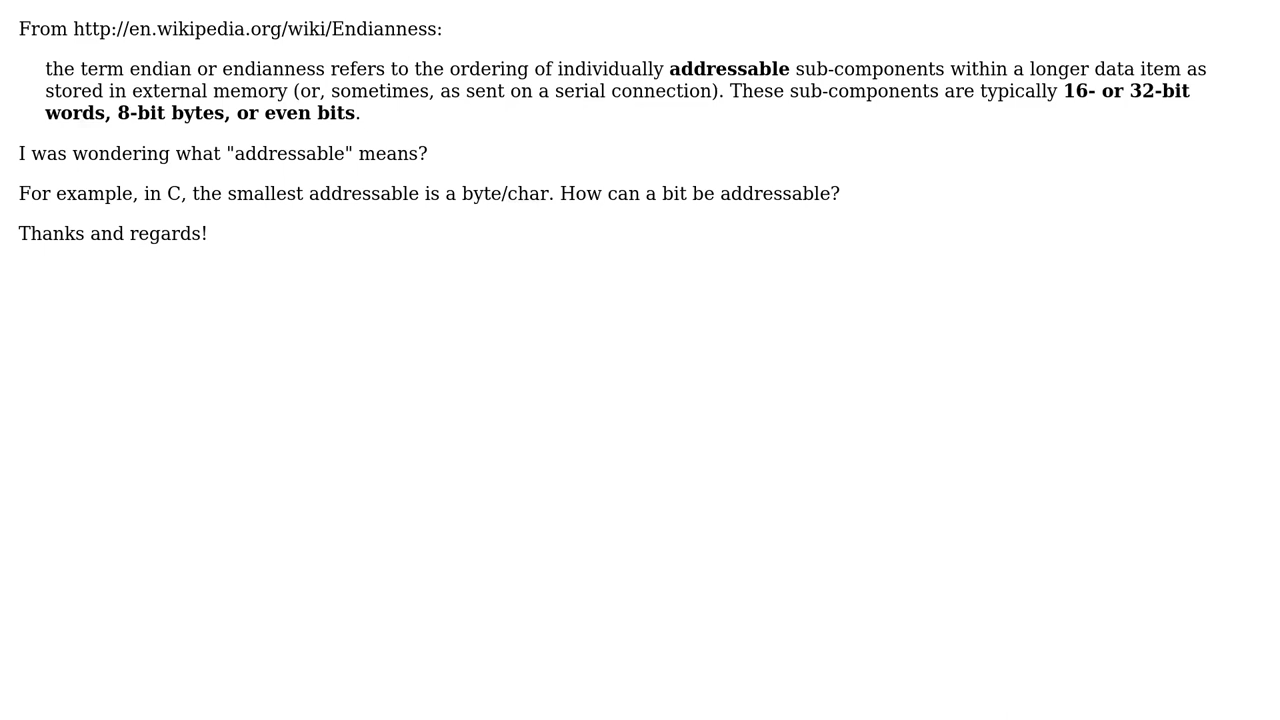 From http://en.wikipedia.org/wiki/Endianness:
the term endian or endianness refers to the ordering of individually addressable sub-components within a longer data item as
stored in external memory (or, sometimes, as sent on a serial connection). These sub-components are typically 16- or 32-bit
words, 8-bit bytes, or even bits.
I was wondering what "addressable" means?
For example, in C, the smallest addressable is a byte/char. How can a bit be addressable?
Thanks and regards!